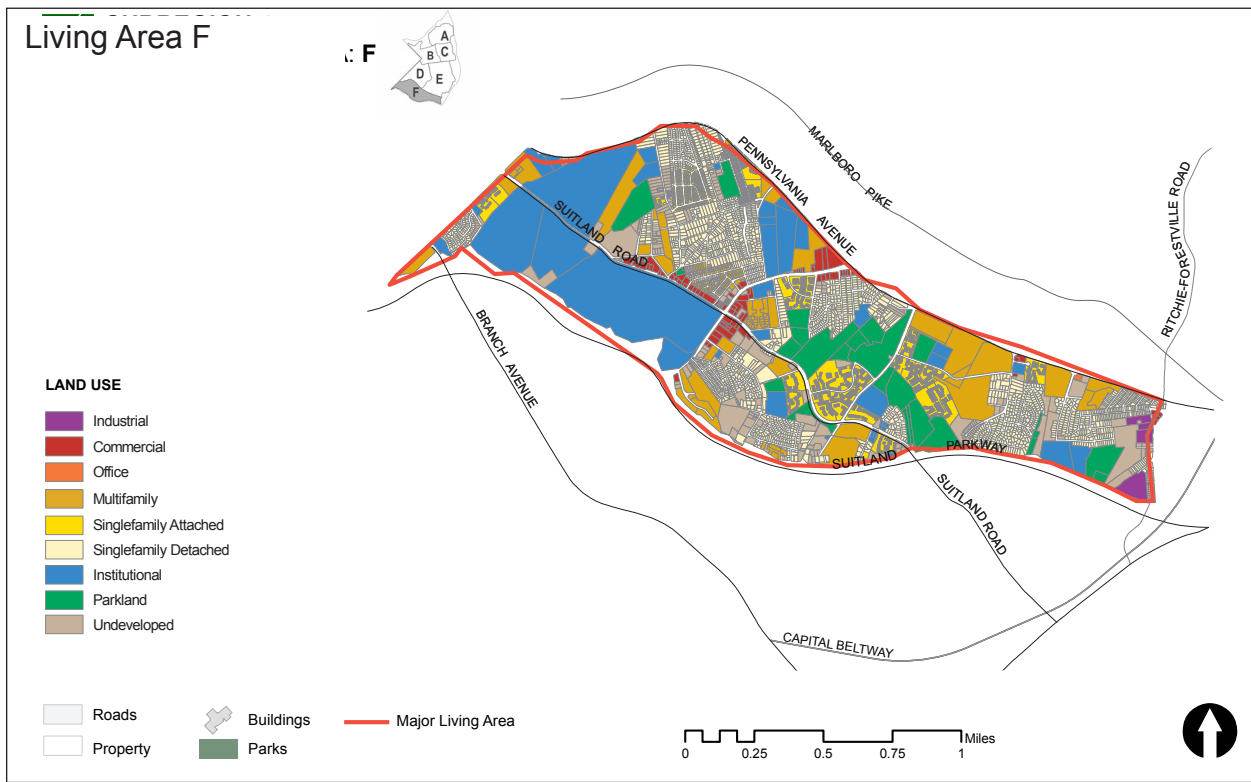 Living Area F
: F
A
B C
D E
F
PENNSYLVANIA AVENUE
MARLBORO PIKE
RITCHIE-FORESTVILLE ROAD
SUITLAND ROAD
BRANCH AVENUE
SUITLAND PARKWAY
SUITLAND ROAD
CAPITAL BELTWAY
LAND USE
Industrial
Commercial
Office
Multifamily
Singlefamily Attached
Singlefamily Detached
Institutional
Parkland
Undeveloped
Roads
Property
Buildings
Parks
Major Living Area
0 0.25 0.5 0.75 1
Miles